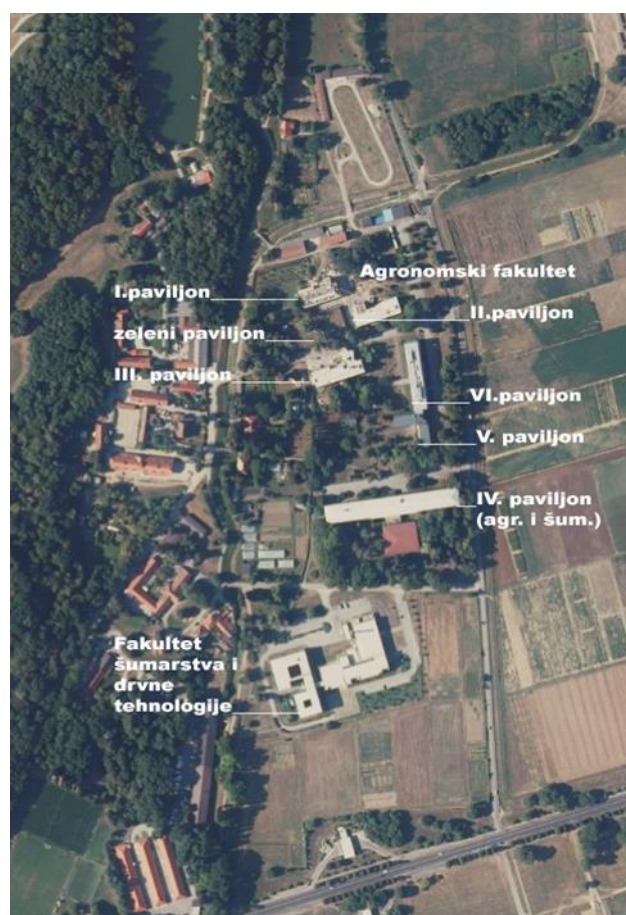 Agronomski fakultet
I.paviljon
II.paviljon
zeleni paviljon
III. paviljon
VI.paviljon
V. paviljon
IV. paviljon
(agr. i šum.)
Fakultet
šumarstva i
drvne
tehnologije